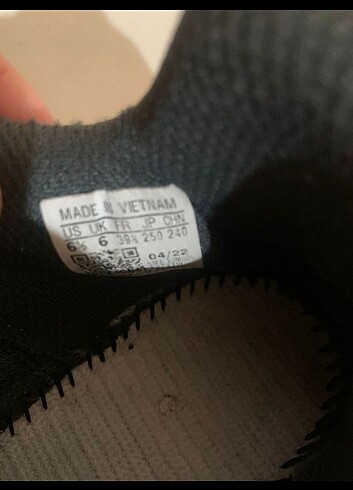 MADE IN VIETNAM
US UK FR JP CHN
6½ 6 39⅓ 250 240
04/22